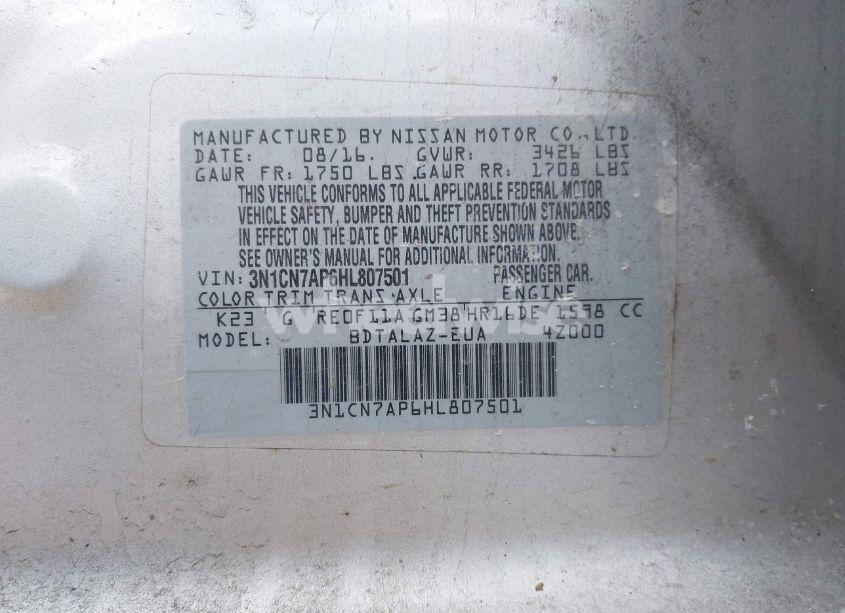 MANUFACTURED BY NISSAN MOTOR CO., LTD.
DATE: 08/16. GVWR: 3426 LBS
GAWR FR: 1750 LBS GAWR RR: 1708 LBS
THIS VEHICLE CONFORMS TO ALL APPLICABLE FEDERAL MOTOR
VEHICLE SAFETY, BUMPER AND THEFT PREVENTION STANDARDS
IN EFFECT ON THE DATE OF MANUFACTURE SHOWN ABOVE.
SEE OWNER'S MANUAL FOR ADDITIONAL INFORMATION.
VIN: 3N1CN7AP6HL807501 PASSENGER CAR.
COLOR TRIM TRANS AXLE ENGINE
K23 G RE0F11A GM38 HR16DE 1598 CC
MODEL: BDTALAZ-EUA 4Z000
3N1CN7AP6HL807501